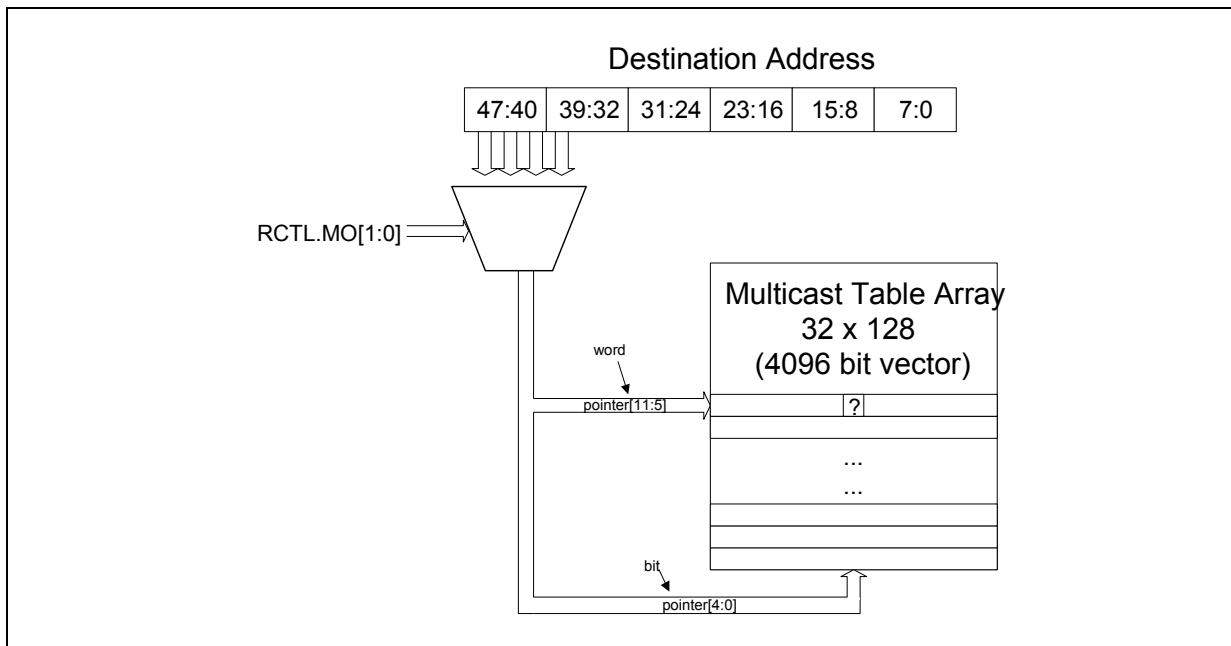 Destination Address
47:40 39:32 31:24 23:16 15:8 7:0
RCTL.MO[1:0]
Multicast Table Array
32 x 128
(4096 bit vector)
word
pointer[11:5]
?
...
...
bit
pointer[4:0]